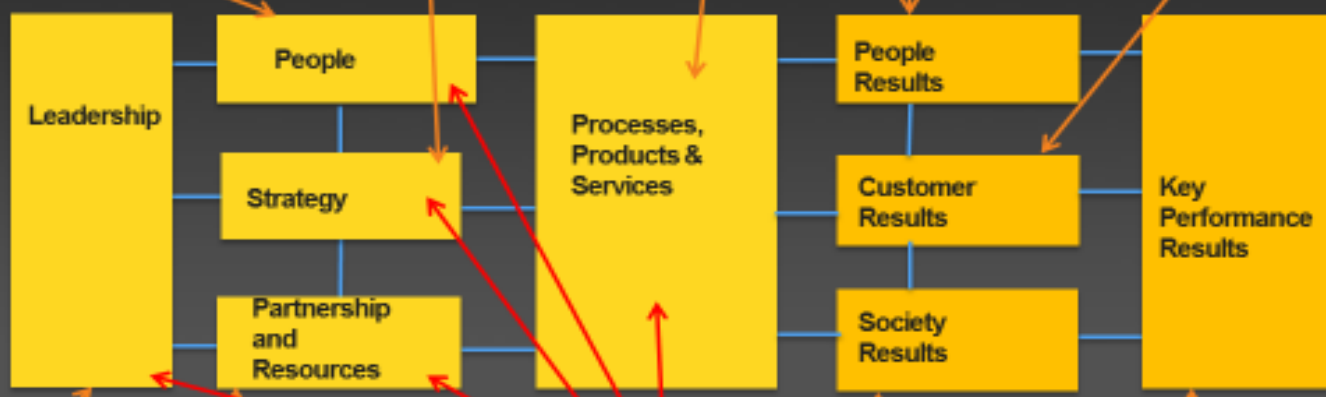 Leadership
People
Strategy
Partnership
and
Resources
Processes,
Products &
Services
People
Results
Customer
Results
Society
Results
Key
Performance
Results